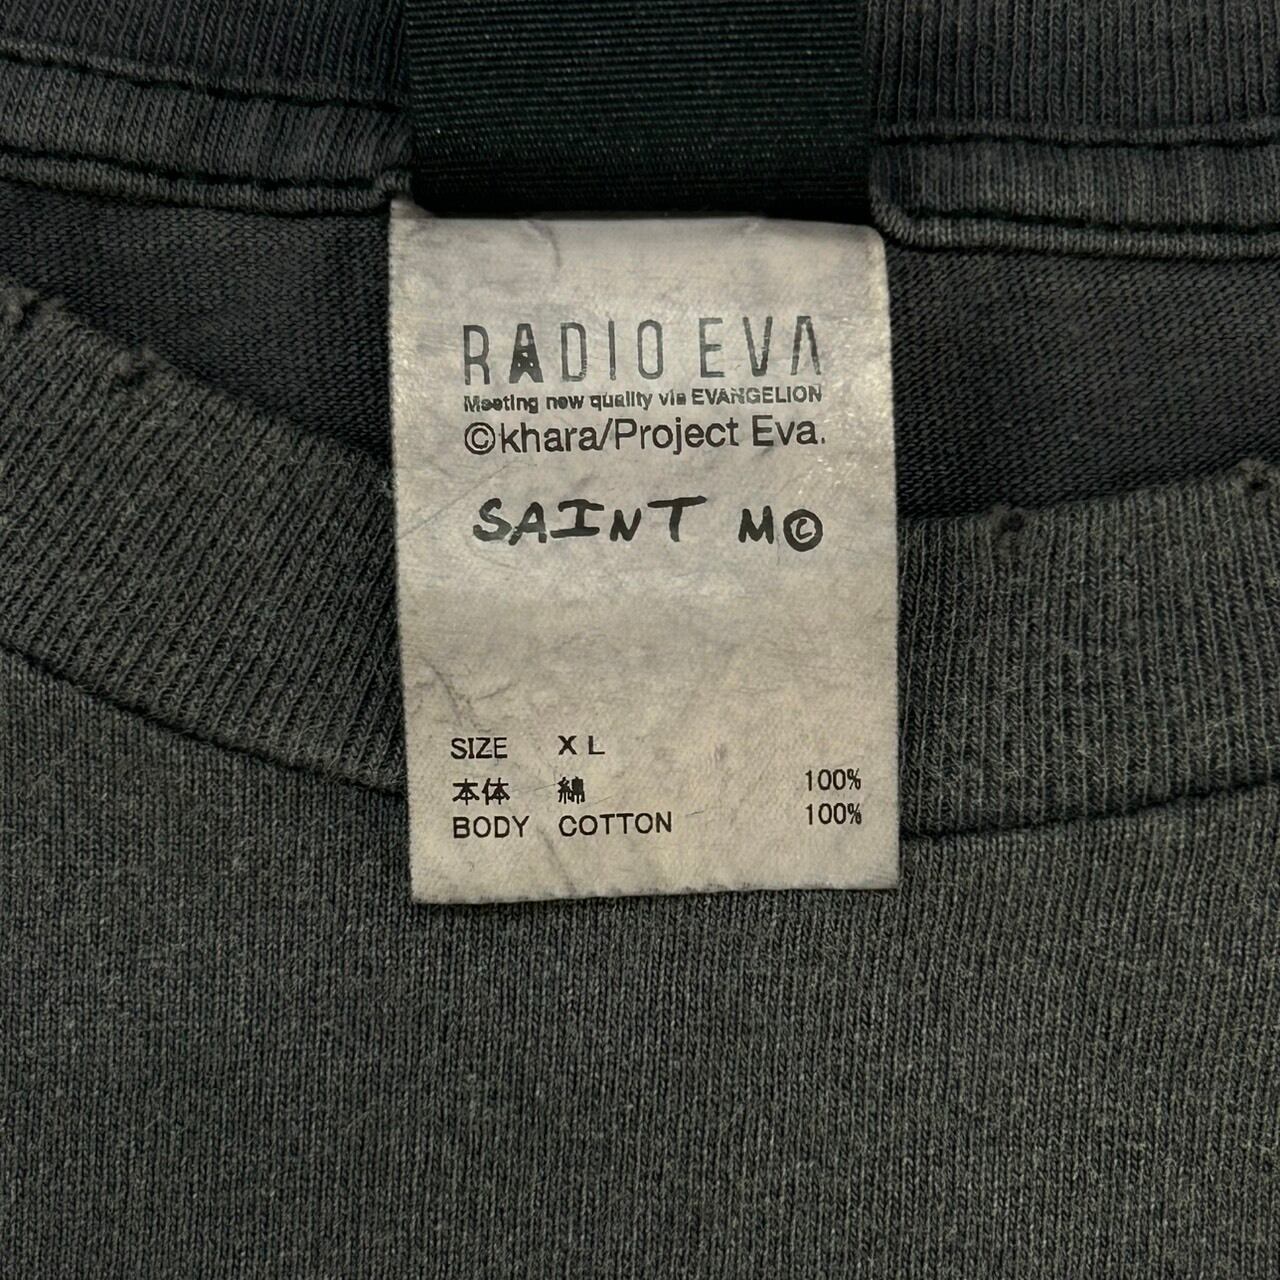 RADIO EVA
Meeting new quality via EVANGELION
©khara/Project Eva.
SAINT M©
SIZE XL
本体 綿 100%
BODY COTTON 100%